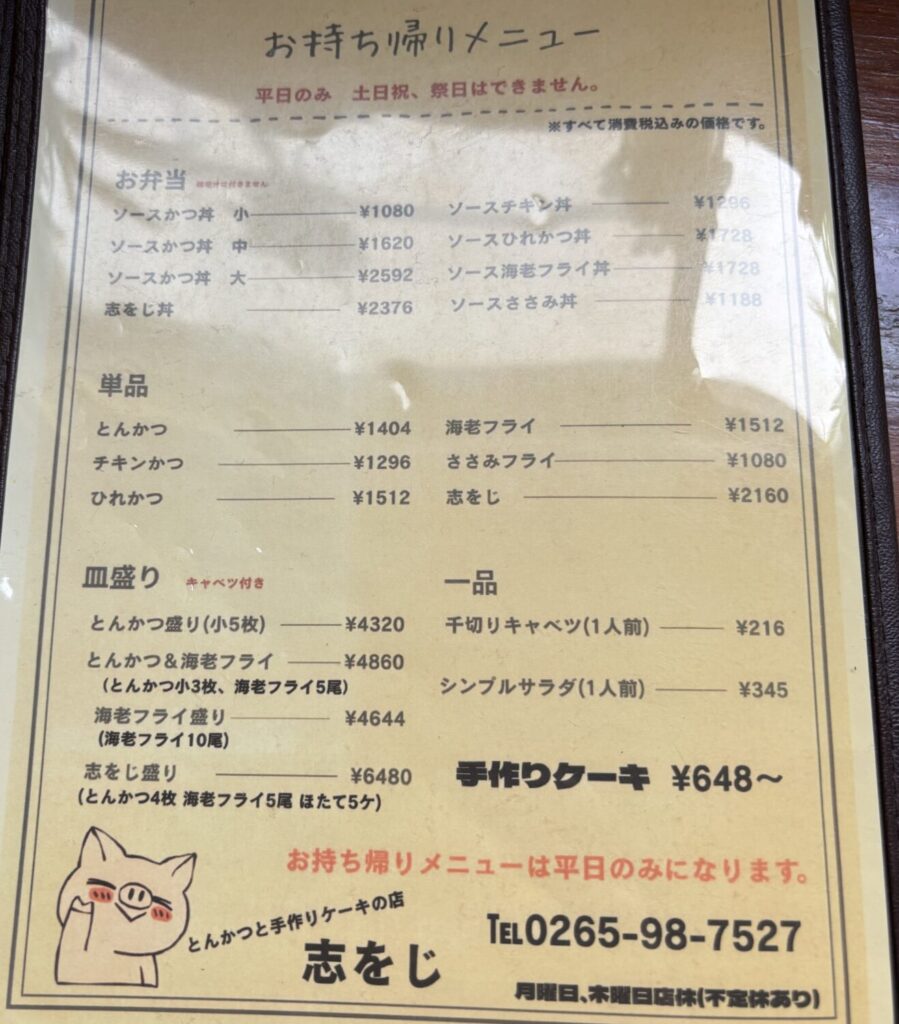 お持ち帰りメニュー
平日のみ 土日祝、祭日はできません。
※すべて消費税込みの価格です。
お弁当 味噌汁は付きません
ソースかつ丼 小 ¥1080
ソースかつ丼 中 ¥1620
ソースかつ丼 大 ¥2592
志をじ丼 ¥2376
ソースチキン丼 ¥1296
ソースひれかつ丼 ¥1728
ソース海老フライ丼 ¥1728
ソースささみ丼 ¥1188
単品
とんかつ ¥1404
チキンかつ ¥1296
ひれかつ ¥1512
海老フライ ¥1512
ささみフライ ¥1080
志をじ ¥2160
皿盛り キャベツ付き
とんかつ盛り(小5枚) ¥4320
とんかつ&海老フライ ¥4860
(とんかつ小3枚、海老フライ5尾)
海老フライ盛り ¥4644
(海老フライ10尾)
志をじ盛り ¥6480
(とんかつ4枚 海老フライ5尾 ほたて5ケ)
一品
千切りキャベツ(1人前) ¥216
シンプルサラダ(1人前) ¥345
手作りケーキ ¥648〜
お持ち帰りメニューは平日のみになります。
とんかつと手作りケーキの店
志をじ
TEL0265-98-7527
月曜日、木曜日店休(不定休あり)